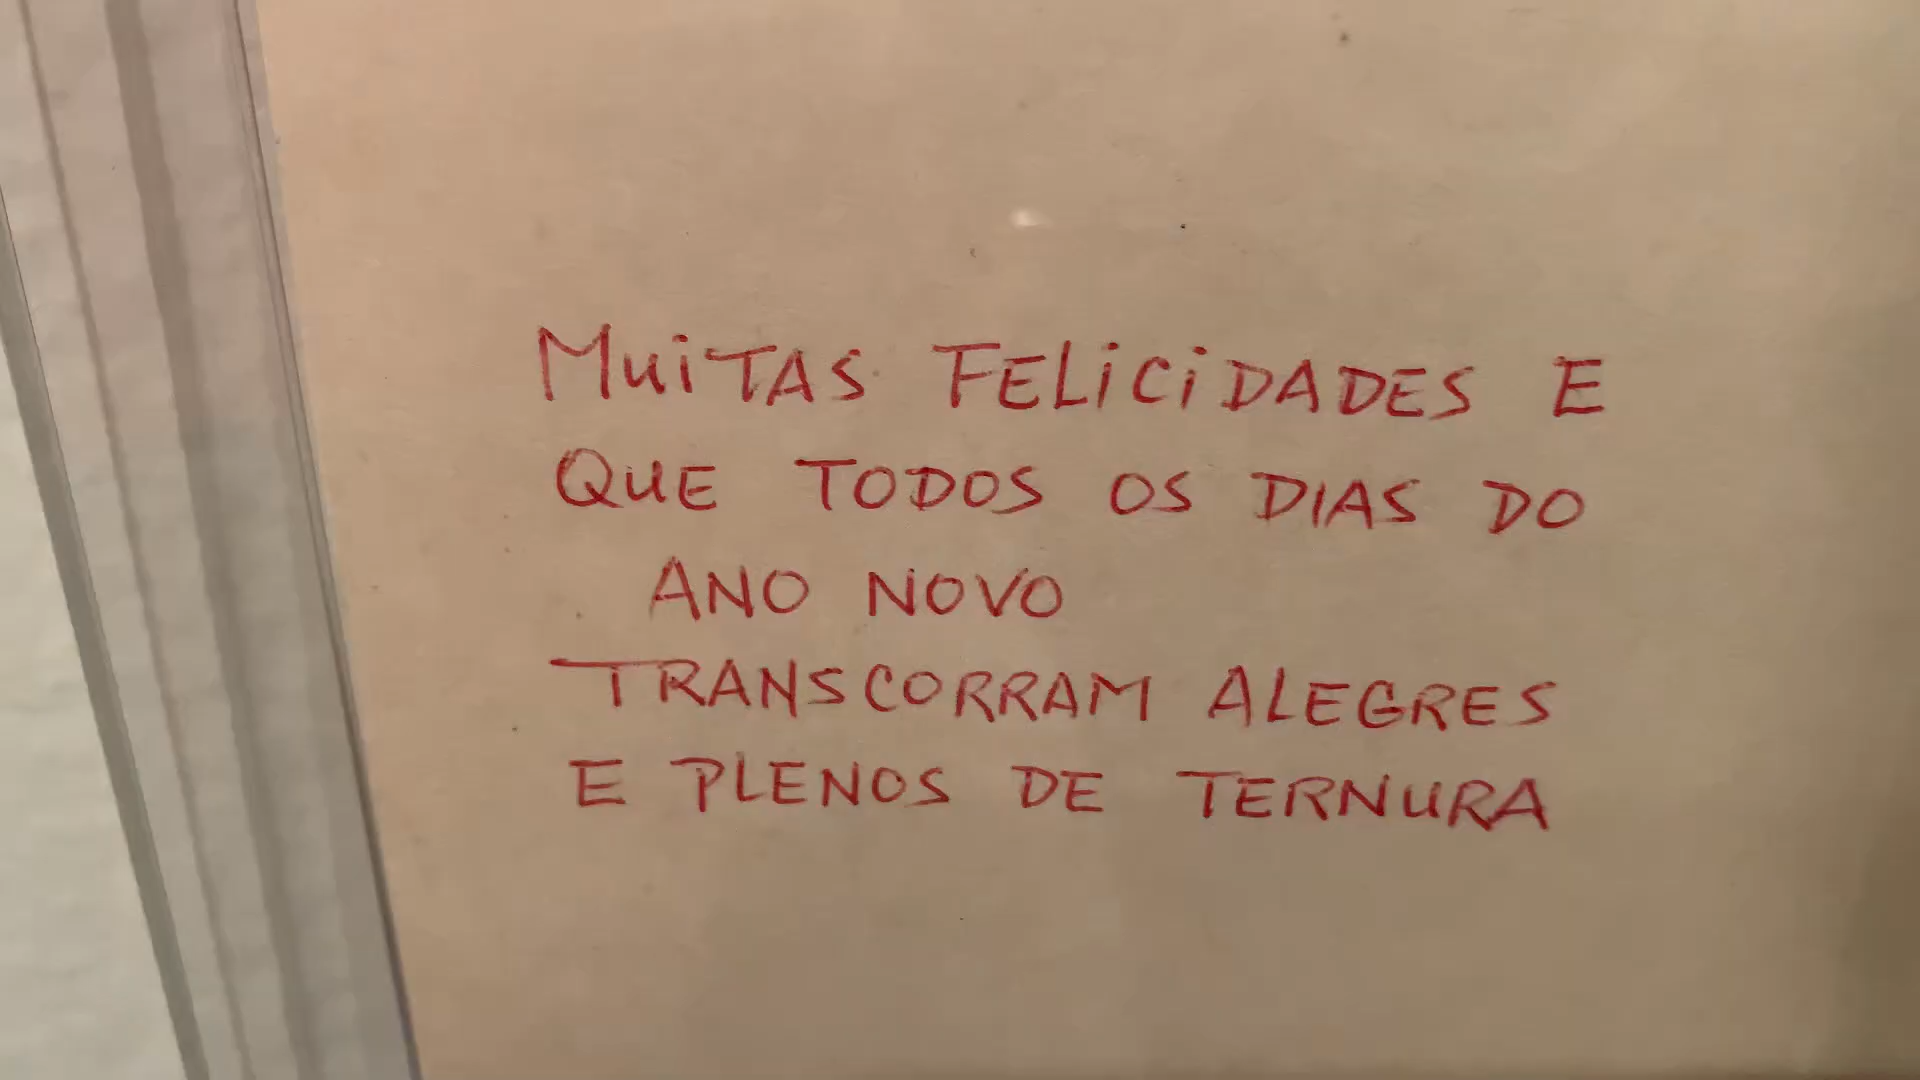 MUITAS FELICIDADES E
QUE TODOS OS DIAS DO
ANO NOVO
TRANSCORRAM ALEGRES
E PLENOS DE TERNURA